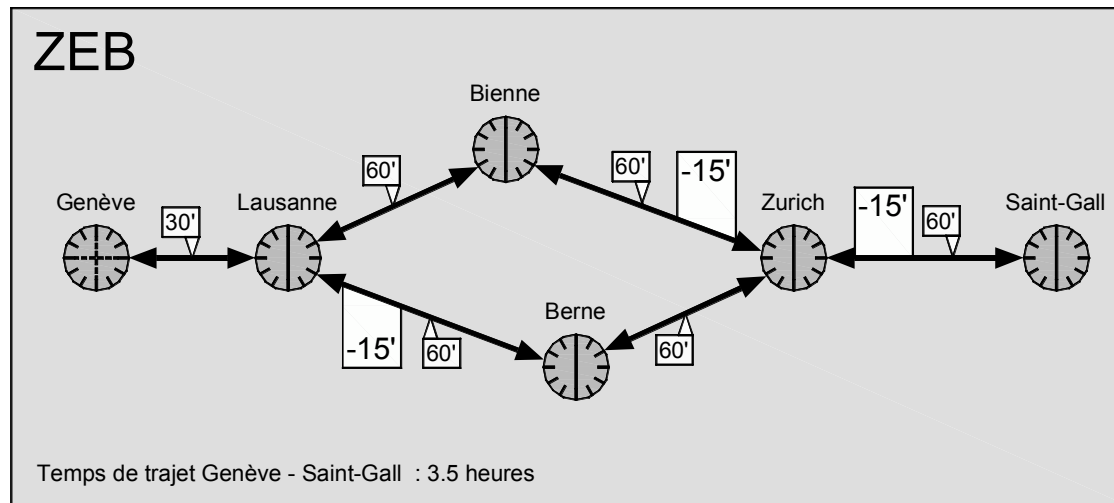 ZEB
Bienne
60'
60'
-15'
Genève
Lausanne
Zurich
-15'
Saint-Gall
30'
60'
Berne
-15'
60'
60'
Temps de trajet Genève - Saint-Gall : 3.5 heures